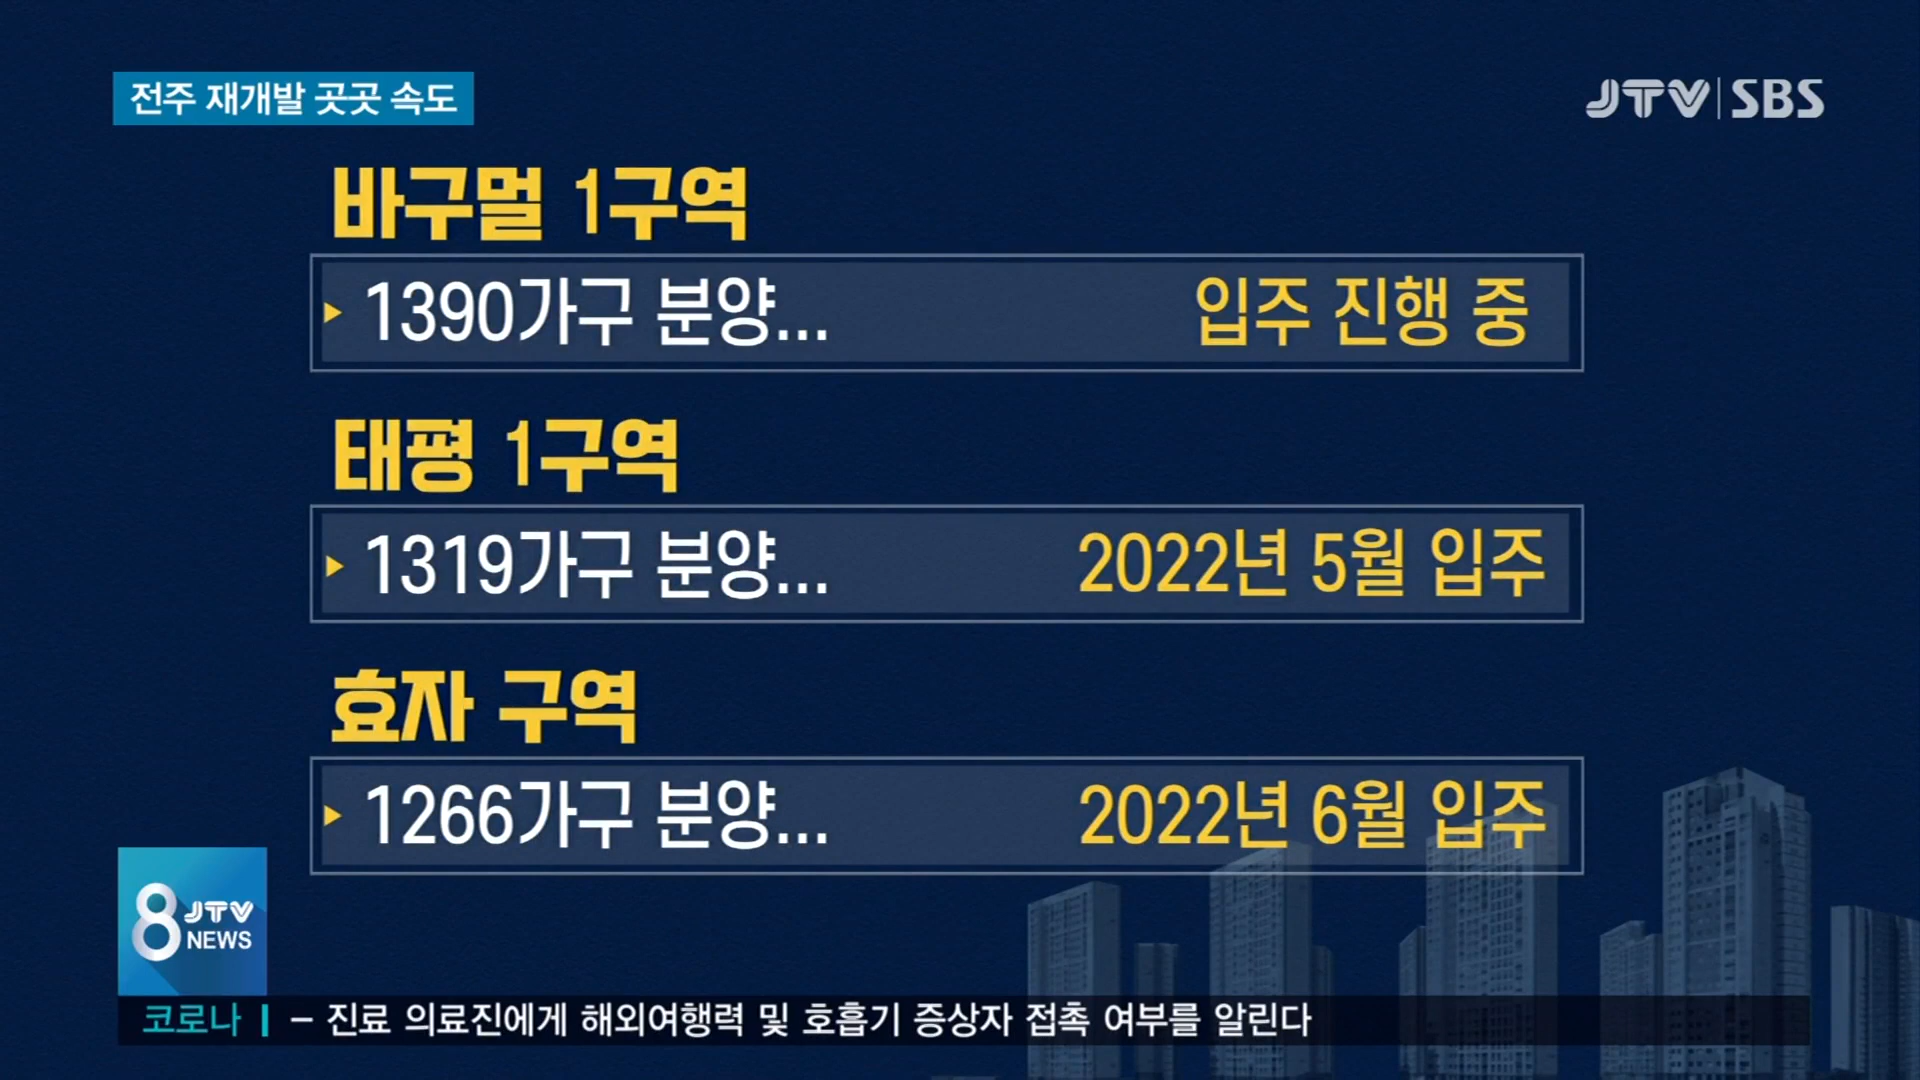 전주 재개발 곳곳 속도
JTV SBS
바구멀 1구역
1390가구 분양... 입주 진행 중
태평 1구역
1319가구 분양... 2022년 5월 입주
효자 구역
1266가구 분양... 2022년 6월 입주
8 JTV
NEWS
코로나 - 진료 의료진에게 해외여행력 및 호흡기 증상자 접촉 여부를 알린다